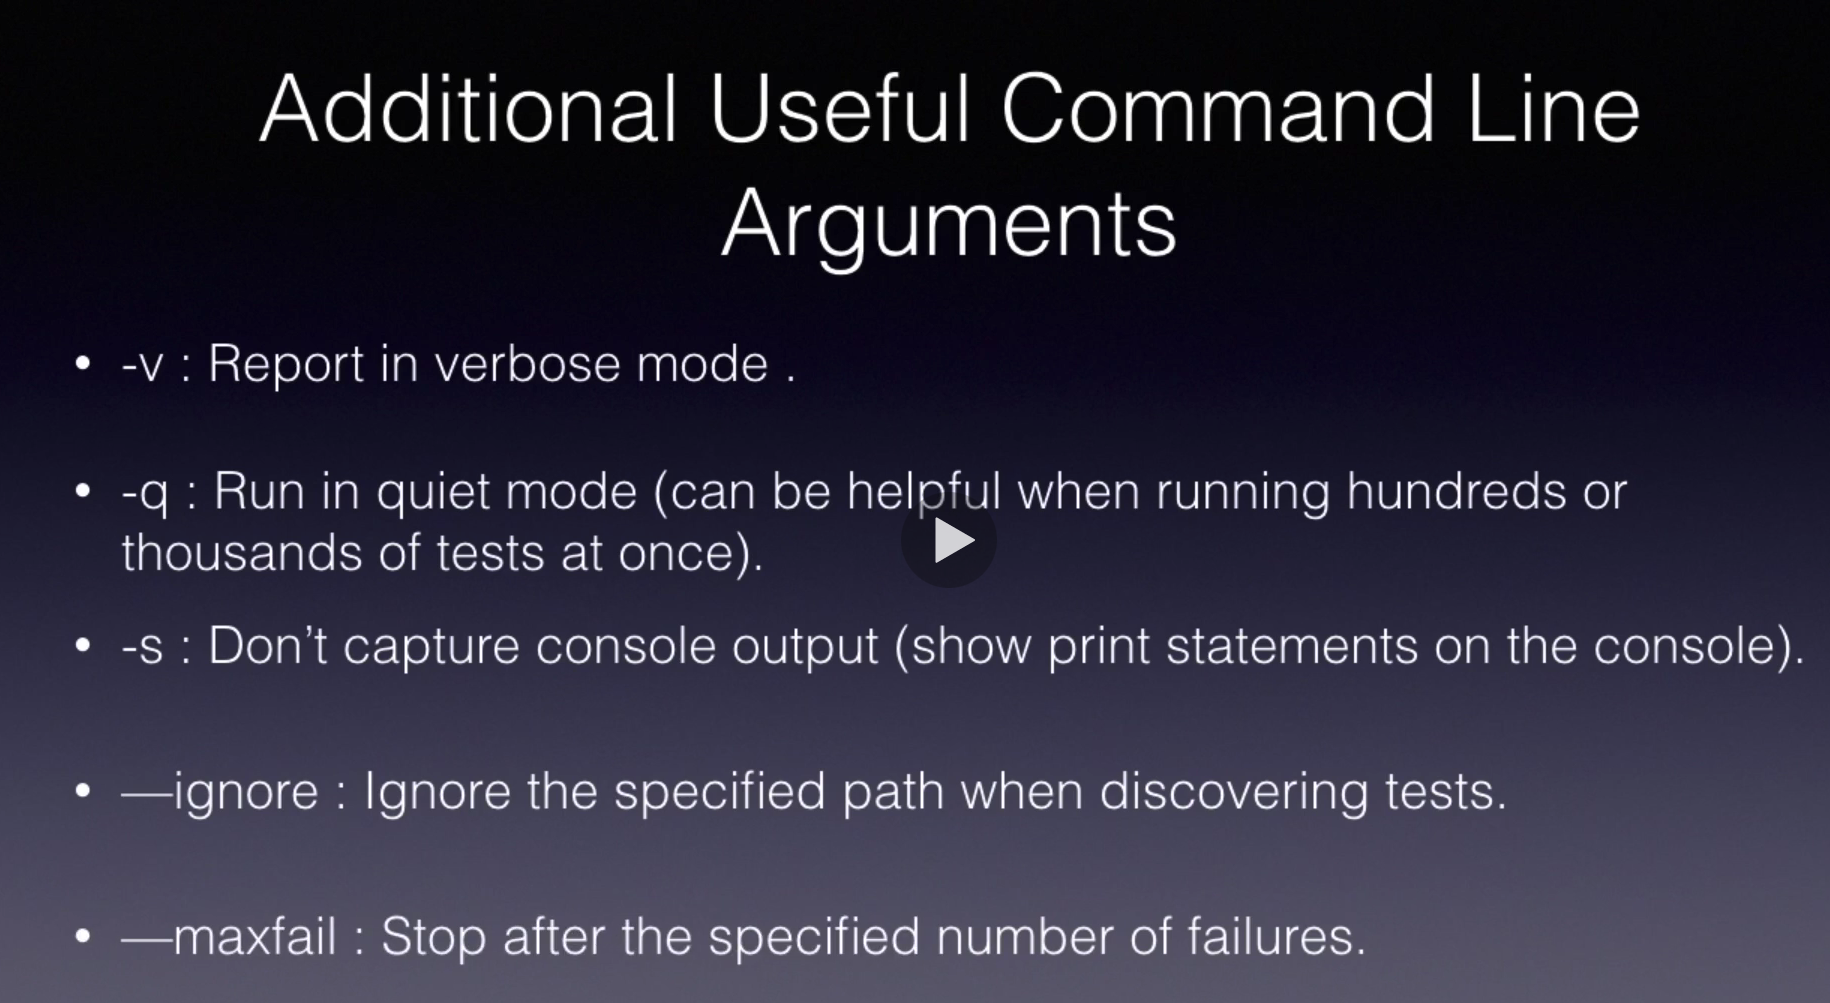 Additional Useful Command Line
Arguments
• -v : Report in verbose mode .
• -q : Run in quiet mode (can be helpful when running hundreds or
thousands of tests at once).
• -s : Don’t capture console output (show print statements on the console).
• —ignore : Ignore the specified path when discovering tests.
• —maxfail : Stop after the specified number of failures.